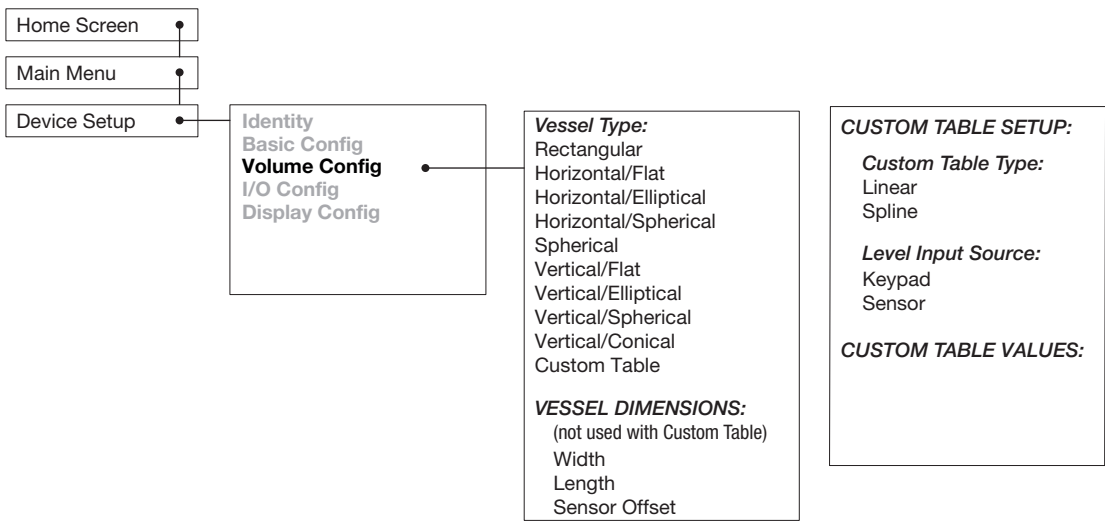 Home Screen
Main Menu
Device Setup
Identity
Basic Config
Volume Config
I/O Config
Display Config
Vessel Type:
Rectangular
Horizontal/Flat
Horizontal/Elliptical
Horizontal/Spherical
Spherical
Vertical/Flat
Vertical/Elliptical
Vertical/Spherical
Vertical/Conical
Custom Table
VESSEL DIMENSIONS:
(not used with Custom Table)
Width
Length
Sensor Offset
CUSTOM TABLE SETUP:
Custom Table Type:
Linear
Spline
Level Input Source:
Keypad
Sensor
CUSTOM TABLE VALUES: